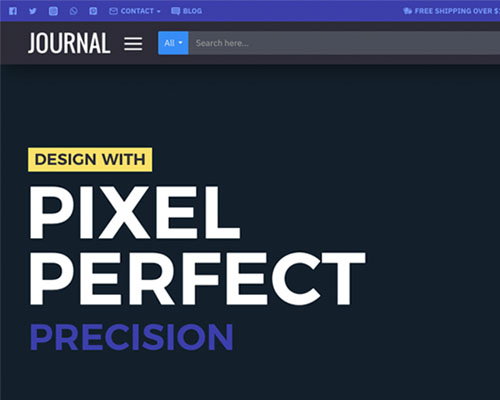 CONTACT BLOG FREE SHIPPING OVER
JOURNAL All Search here...
DESIGN WITH
PIXEL
PERFECT
PRECISION